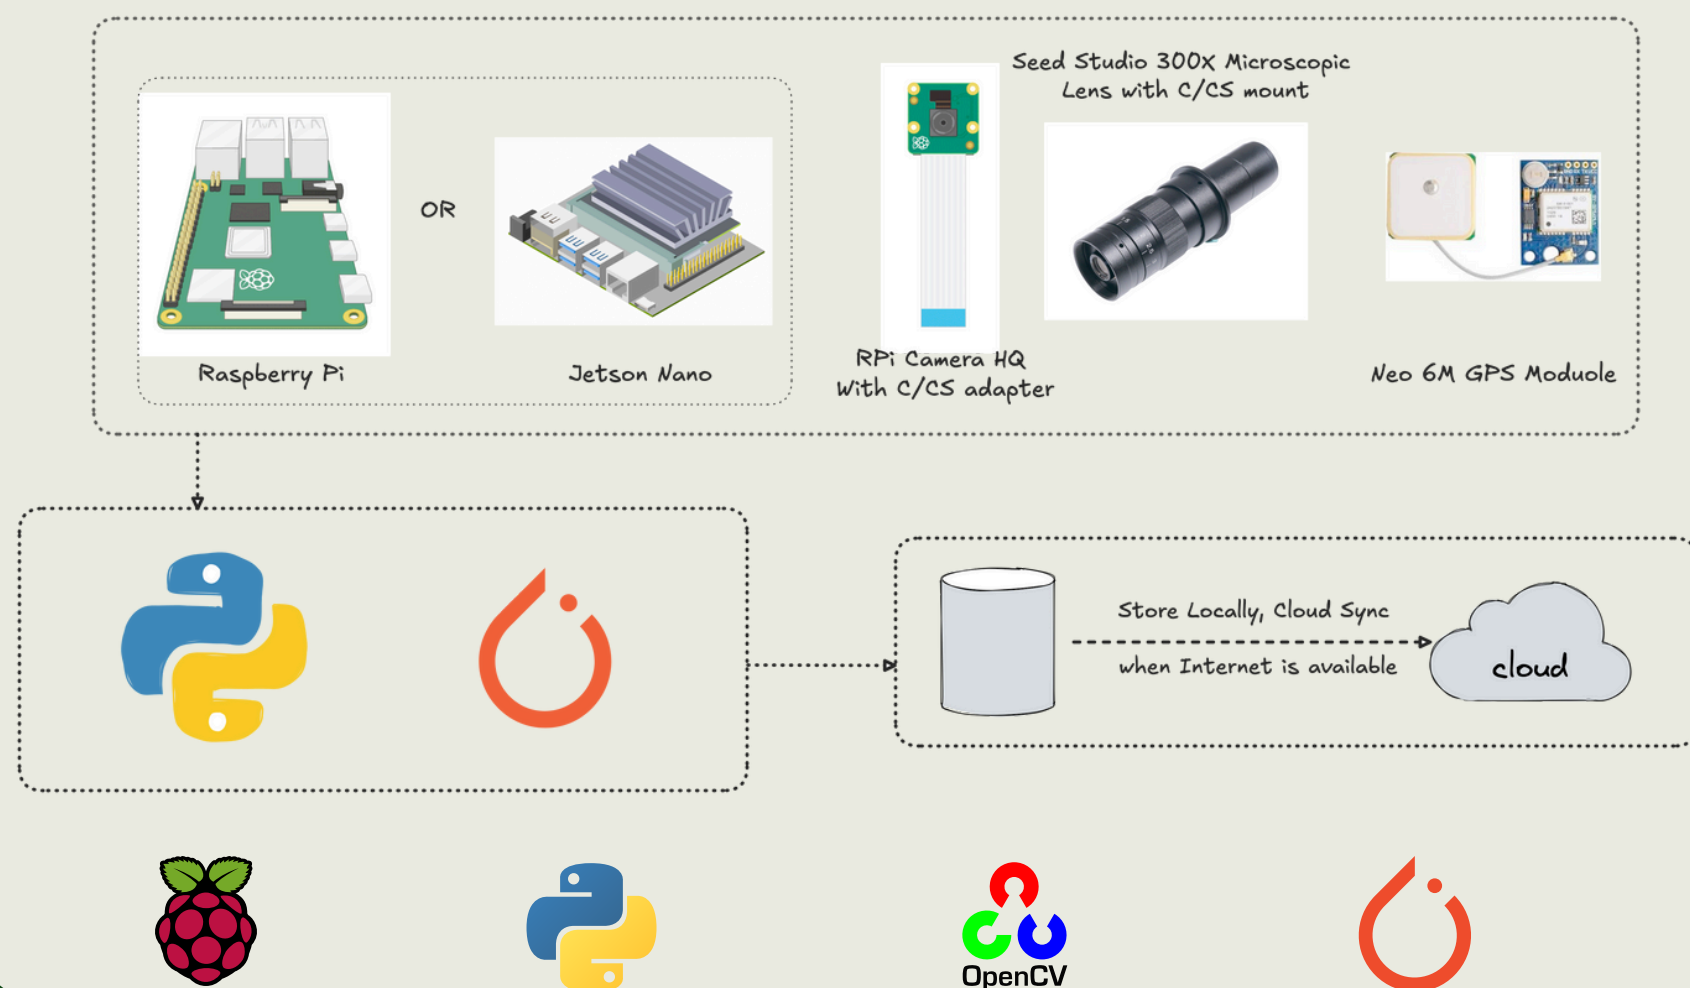 Seed Studio 300x Microscopic
Lens with C/CS mount
OR
Raspberry Pi
Jetson Nano
RPi Camera HQ
With C/CS adapter
Neo 6M GPS Moduole
Store Locally, Cloud Sync
when Internet is available
cloud
OpenCV